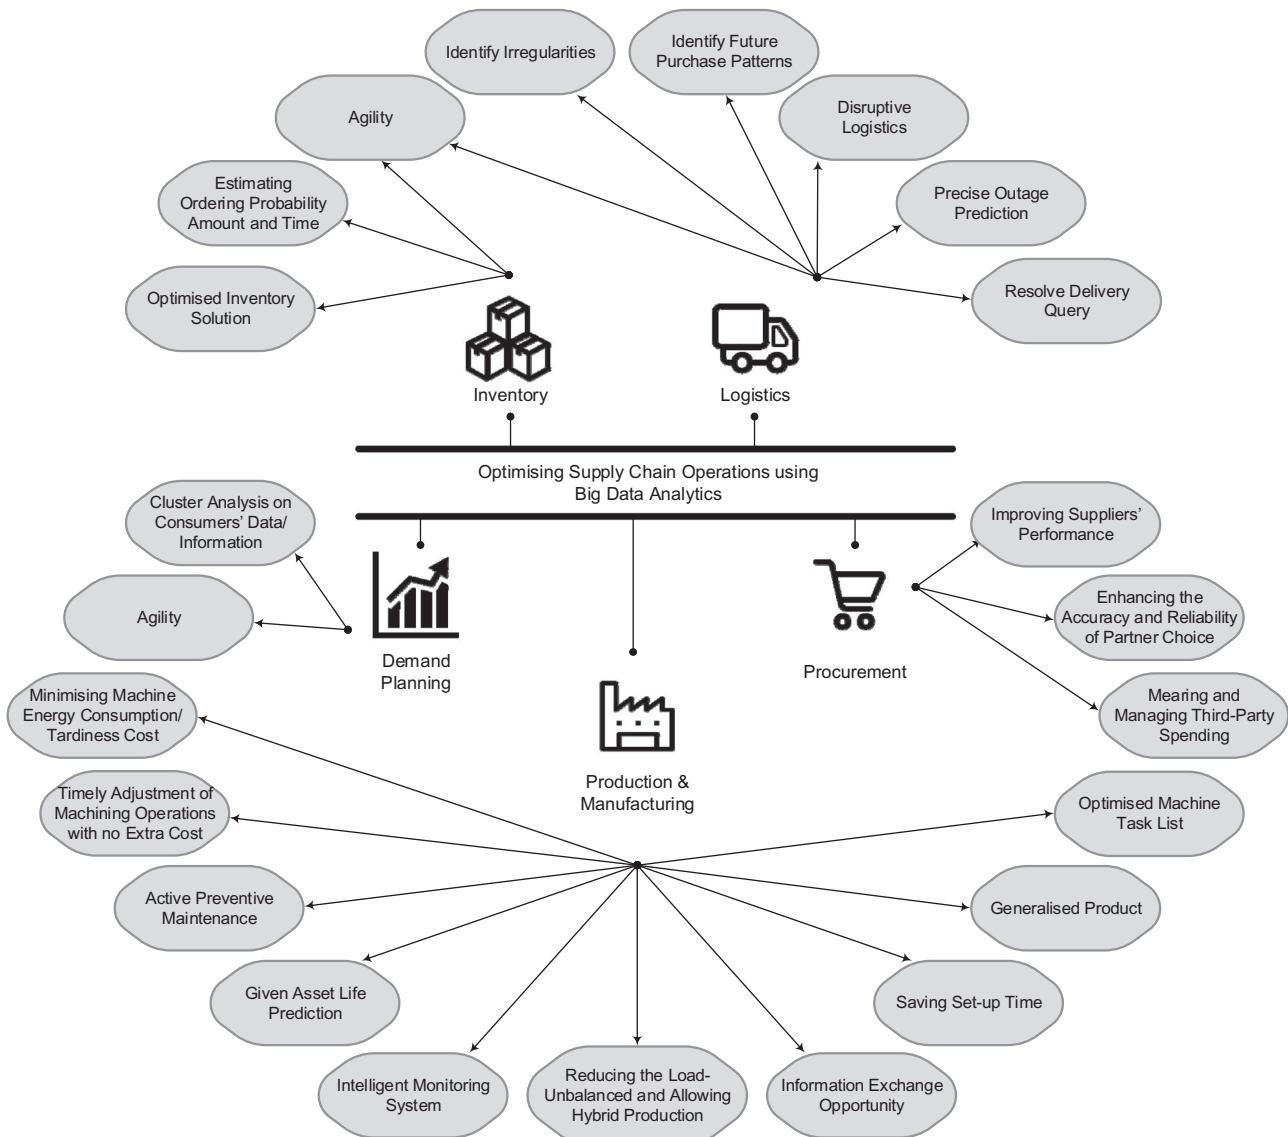 Identify Irregularities
Identify Future
Purchase Patterns
Agility
Disruptive
Logistics
Estimating
Ordering Probability
Amount and Time
Precise Outage
Prediction
Optimised Inventory
Solution
Resolve Delivery
Query
Inventory
Logistics
Optimising Supply Chain Operations using
Big Data Analytics
Cluster Analysis on
Consumers’ Data/
Information
Improving Suppliers’
Performance
Agility
Enhancing the
Accuracy and Reliability
of Partner Choice
Demand
Planning
Procurement
Minimising Machine
Energy Consumption/
Tardiness Cost
Mearing and
Managing Third-Party
Spending
Production &
Manufacturing
Timely Adjustment of
Machining Operations
with no Extra Cost
Optimised Machine
Task List
Active Preventive
Maintenance
Generalised Product
Given Asset Life
Prediction
Saving Set-up Time
Intelligent Monitoring
System
Reducing the Load-
Unbalanced and Allowing
Hybrid Production
Information Exchange
Opportunity